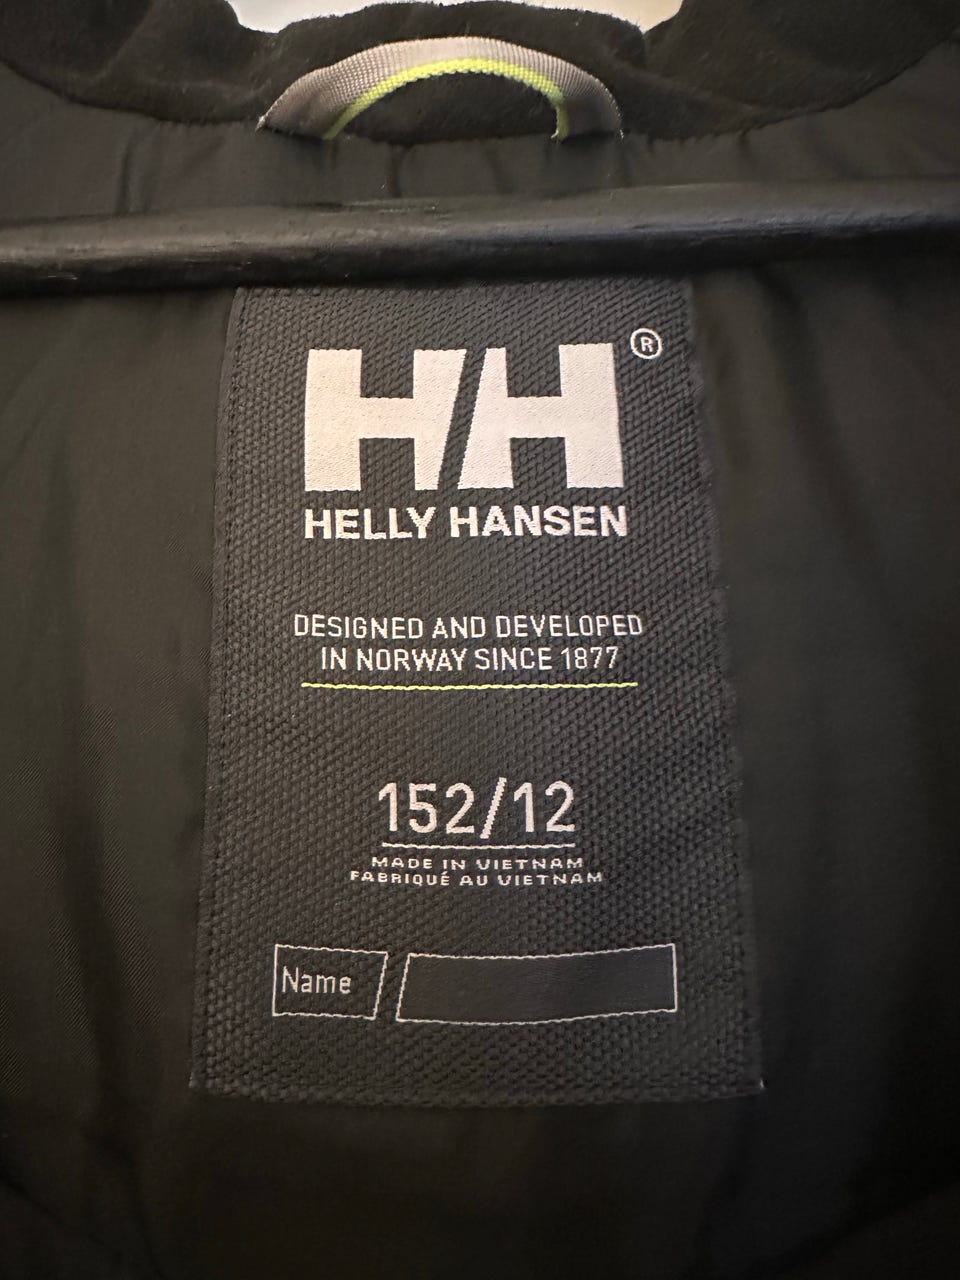 HH®
HELLY HANSEN
DESIGNED AND DEVELOPED
IN NORWAY SINCE 1877
152/12
MADE IN VIETNAM
FABRIQUÉ AU VIETNAM
Name